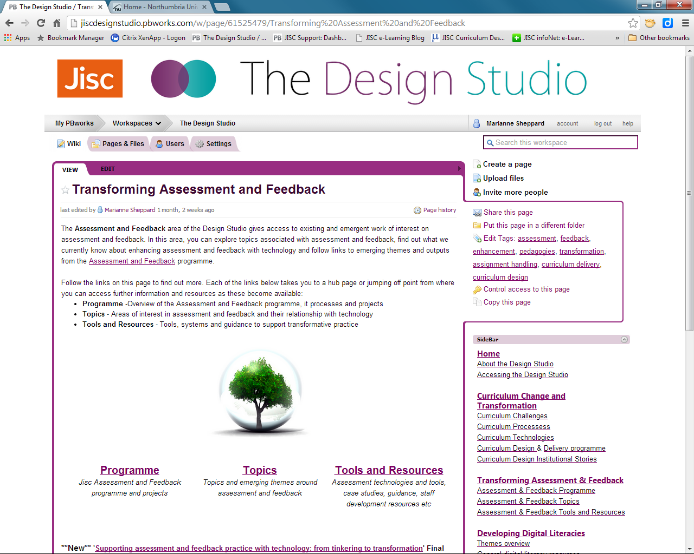 The Design Studio / Trans
Home - Northumbria Uni
jiscdesignstudio.pbworks.com/w/page/61525479/Transforming%20Assessment%20and%20Feedback
Apps Bookmark Manager Citrix XenApp - Logon The Design Studio / ... JISC Support: Dashb... JISC e-Learning Blog JISC Curriculum Des... JISC infoNet: e-Lear... » Other bookmarks
Jisc The Design Studio
My PBworks Workspaces The Design Studio
Marianne Sheppard account log out help
Wiki Pages & Files Users Settings
Search this workspace
VIEW EDIT
Transforming Assessment and Feedback
last edited by Marianne Sheppard 1 month, 2 weeks ago Page history
The Assessment and Feedback area of the Design Studio gives access to existing and emergent work of interest on
assessment and feedback. In this area, you can explore topics associated with assessment and feedback, find out what we
currently know about enhancing assessment and feedback with technology and follow links to emerging themes and outputs
from the Assessment and Feedback programme.
Follow the links on this page to find out more. Each of the links below takes you to a hub page or jumping off point from where
you can access further information and resources as these become available:
• Programme -Overview of the Assessment and Feedback programme, it processes and projects
• Topics - Areas of interest in assessment and feedback and their relationship with technology
• Tools and Resources - Tools, systems and guidance to support transformative practice
Programme
Jisc Assessment and Feedback
programme and projects
Topics
Topics and emerging themes around
assessment and feedback
Tools and Resources
Assessment technologies and tools,
case studies, guidance, staff
development resources etc
**New** 'Supporting assessment and feedback practice with technology: from tinkering to transformation' Final
Create a page
Upload files
Invite more people
Share this page
Put this page in a different folder
Edit Tags: assessment, feedback,
enhancement, pedagogies, transformation,
assignment handling, curriculum delivery,
curriculum design
Control access to this page
Copy this page
SideBar
Home
About the Design Studio
Accessing the Design Studio
Curriculum Change and
Transformation
Curriculum Challenges
Curriculum Processess
Curriculum Technologies
Curriculum Design & Delivery programme
Curriculum Design Institutional Stories
Transforming Assessment & Feedback
Assessment & Feedback Programme
Assessment & Feedback Topics
Assessment & Feedback Tools and Resources
Developing Digital Literacies
Themes overview